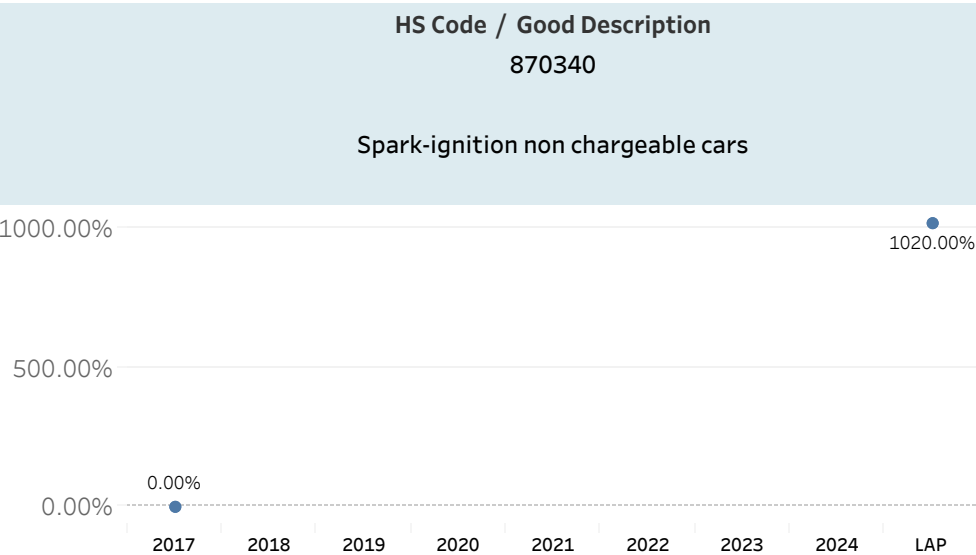 HS Code / Good Description
870340
Spark-ignition non chargeable cars
1000.00%
1020.00%
500.00%
0.00%
0.00%
2017 2018 2019 2020 2021 2022 2023 2024 LAP